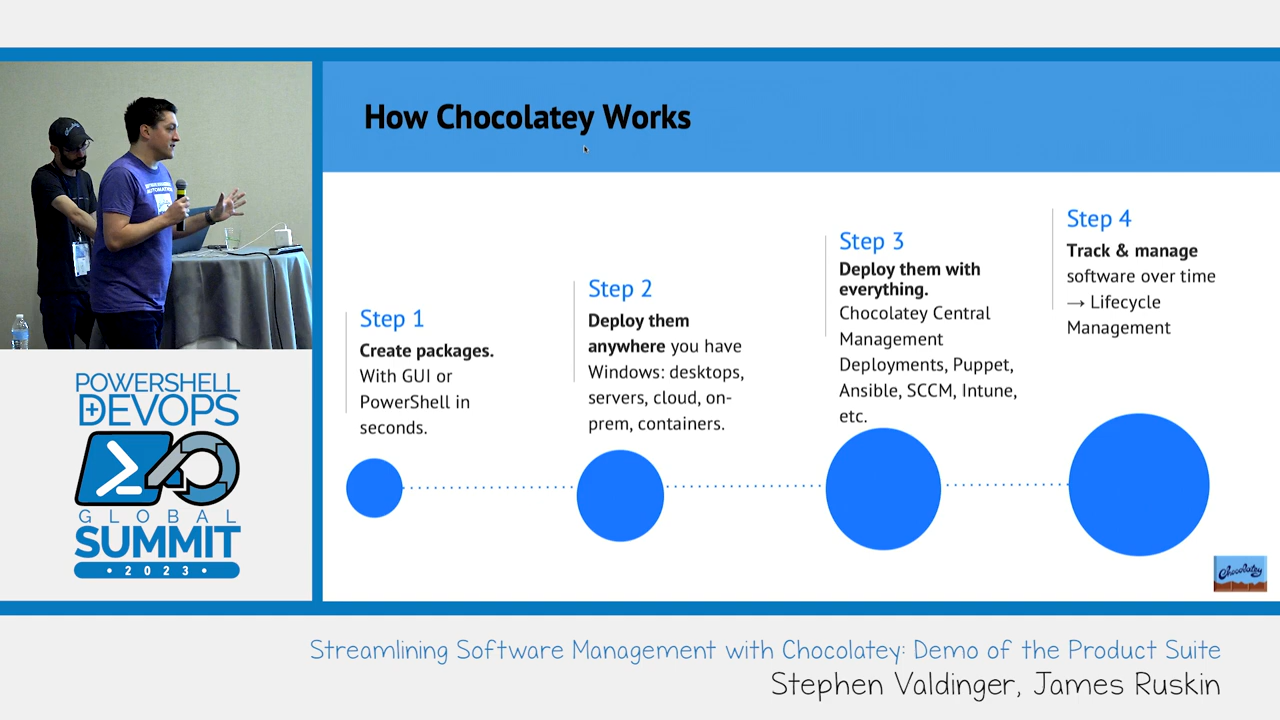 How Chocolatey Works
Step 1
Create packages.
With GUI or
PowerShell in
seconds.
Step 2
Deploy them
anywhere you have
Windows: desktops,
servers, cloud, on-
prem, containers.
Step 3
Deploy them with
everything.
Chocolatey Central
Management
Deployments, Puppet,
Ansible, SCCM, Intune,
etc.
Step 4
Track & manage
software over time
→ Lifecycle
Management
Chocolatey
POWERSHELL
+ DEVOPS
GLOBAL
SUMMIT
• 2023 •
Streamlining Software Management with Chocolatey: Demo of the Product Suite
Stephen Valdinger, James Ruskin